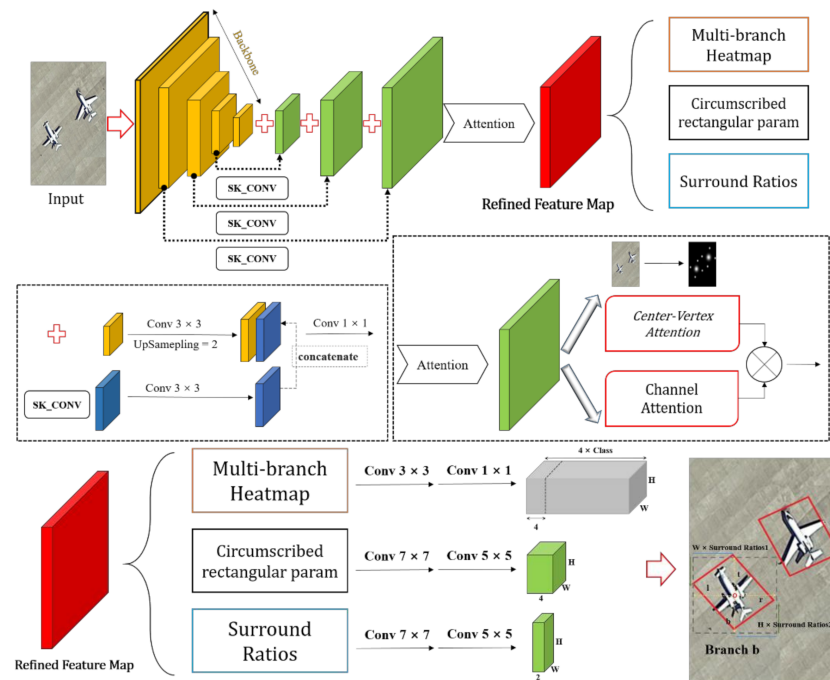 Backbone
Input
SK_CONV
SK_CONV
SK_CONV
Attention
Refined Feature Map
Multi-branch
Heatmap
Circumscribed
rectangular param
Surround Ratios
Conv 3 × 3
UpSamepling = 2
Conv 1 × 1
concatenate
SK_CONV
Conv 3 × 3
Attention
Center-Vertex
Attention
Channel
Attention
Refined Feature Map
Multi-branch
Heatmap
Conv 3 × 3
Conv 1 × 1
4 × Class
H
W
4
Circumscribed
rectangular param
Conv 7 × 7
Conv 5 × 5
H
W
4
Surround
Ratios
Conv 7 × 7
Conv 5 × 5
H
W
2
W × Surround Ratios1
t
l
r
b
H × Surround Ratios2
Branch b